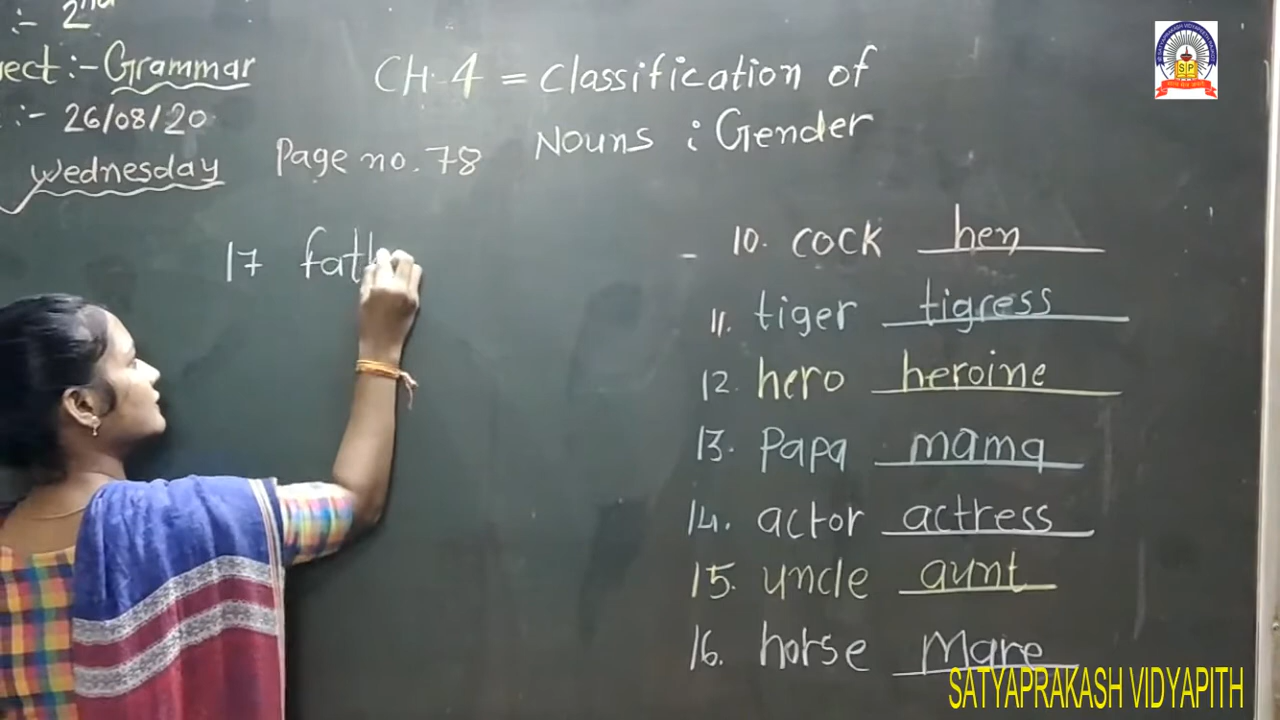 :- 2nd
ect :- Grammar
:- 26/08/20
Wednesday
Page no. 78
CH. 4 = Classification of
Nouns : Gender
10. cock hen
11. tiger tigress
12. hero heroine
13. Papa mama
14. actor actress
15. uncle aunt
16. horse Mare
17 fath
SP
SATYAPRAKASH VIDYAPITH